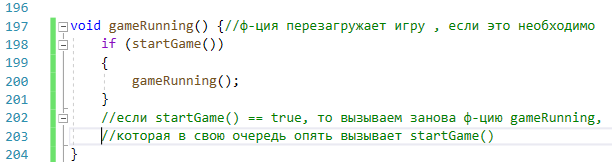 196
197 void gameRunning() {//ф-ция перезагружает игру , если это необходимо
198 if (startGame())
199 {
200 gameRunning();
201 }
202 //если startGame() == true, то вызываем занова ф-цию gameRunning,
203 //которая в свою очередь опять вызывает startGame()
204 }